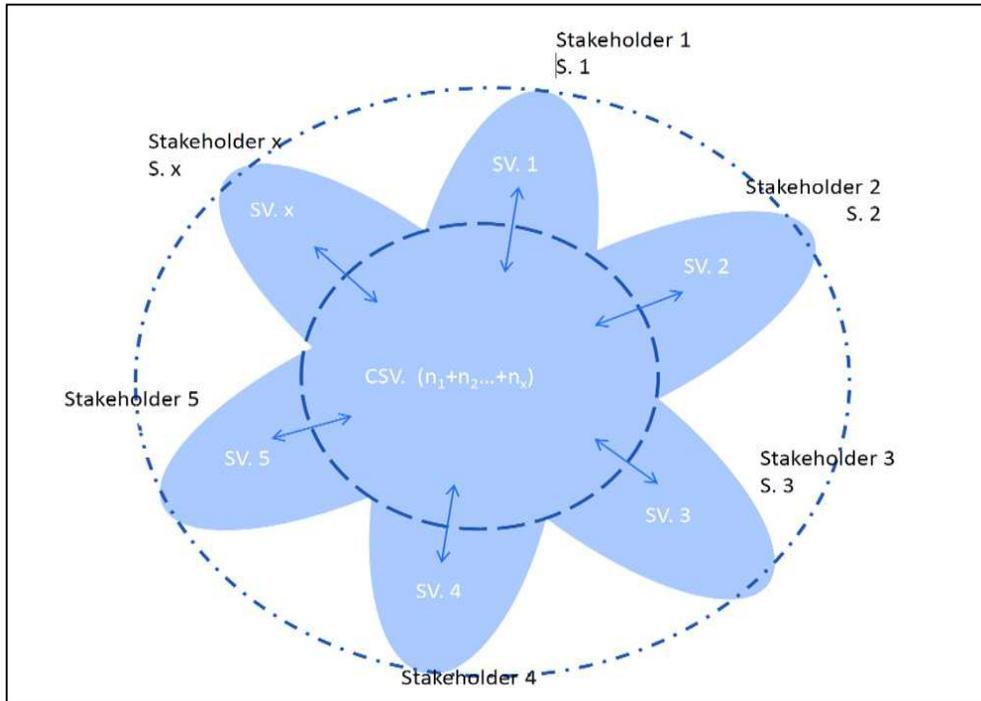 Stakeholder 1
S. 1
Stakeholder x
S. x
SV. 1
Stakeholder 2
S. 2
SV. x
SV. 2
CSV. (n₁+n₂...+nₓ)
Stakeholder 5
SV. 5
Stakeholder 3
S. 3
SV. 3
SV. 4
Stakeholder 4